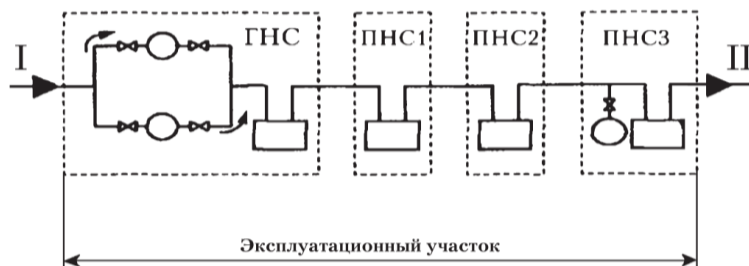 ГНС
ПНС1
ПНС2
ПНС3
I
II
Эксплуатационный участок